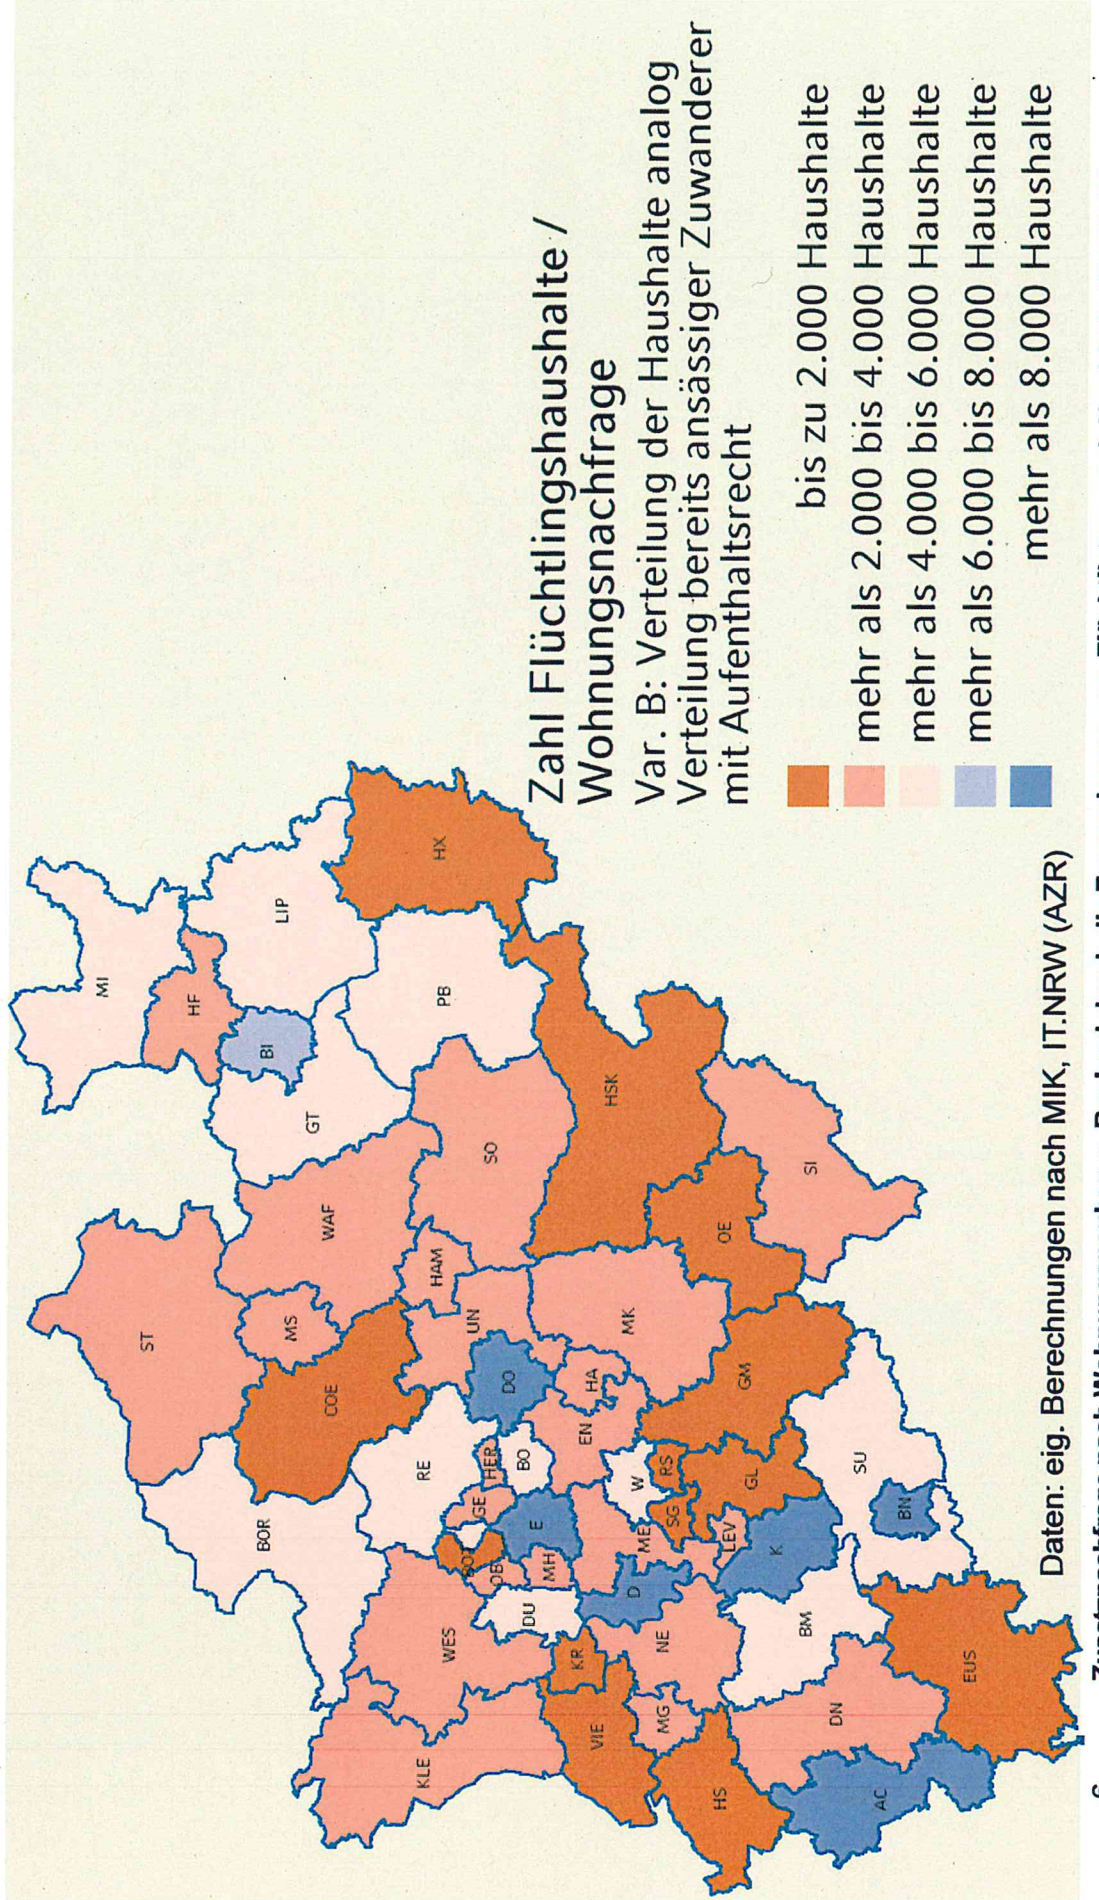 Zahl Flüchtlingshaushalte /
Wohnungsnachfrage
Var. B: Verteilung der Haushalte analog
Verteilung bereits ansässiger Zuwanderer
mit Aufenthaltsrecht
bis zu 2.000 Haushalte
mehr als 2.000 bis 4.000 Haushalte
mehr als 4.000 bis 6.000 Haushalte
mehr als 6.000 bis 8.000 Haushalte
mehr als 8.000 Haushalte
MI
HF
LIP
BI
HX
ST
GT
PB
WAF
MS
BOR
COE
SO
HAM
UN
HSK
RE
DO
KLE
WES
BOT
GE
HER
BO
OB
E
MH
DU
EN
HA
MK
OE
SI
KR
VIE
D
ME
W
RS
SG
GM
NE
MG
LEV
GL
HS
K
BM
SU
DN
AC
BN
EUS
Daten: eig. Berechnungen nach MIK, IT.NRW (AZR)